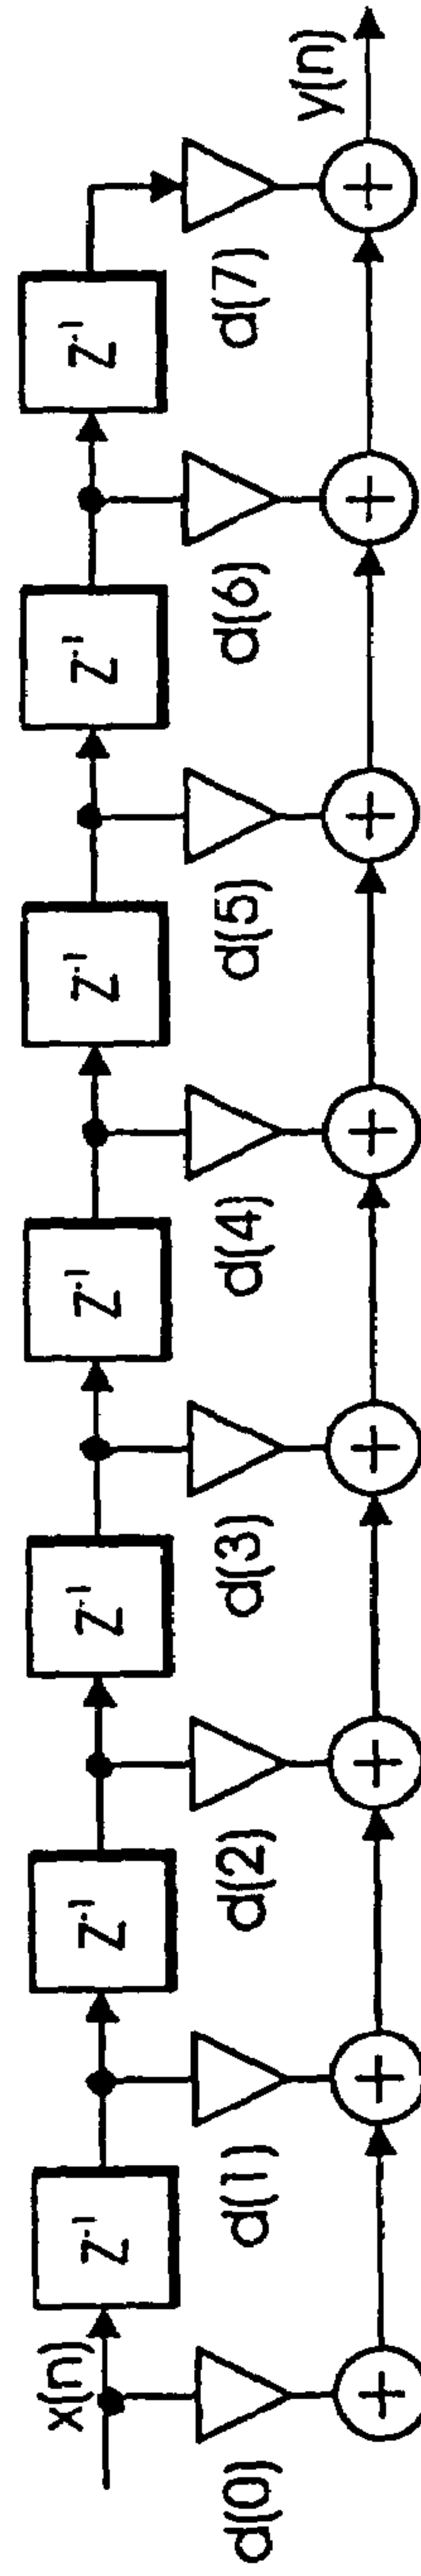 x(n)
Z-1 Z-1 Z-1 Z-1 Z-1 Z-1 Z-1
d(0) d(1) d(2) d(3) d(4) d(5) d(6) d(7)
+ + + + + + + +
y(n)